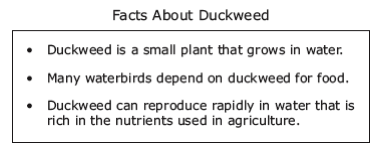 Facts About Duckweed
• Duckweed is a small plant that grows in water.
• Many waterbirds depend on duckweed for food.
• Duckweed can reproduce rapidly in water that is
rich in the nutrients used in agriculture.